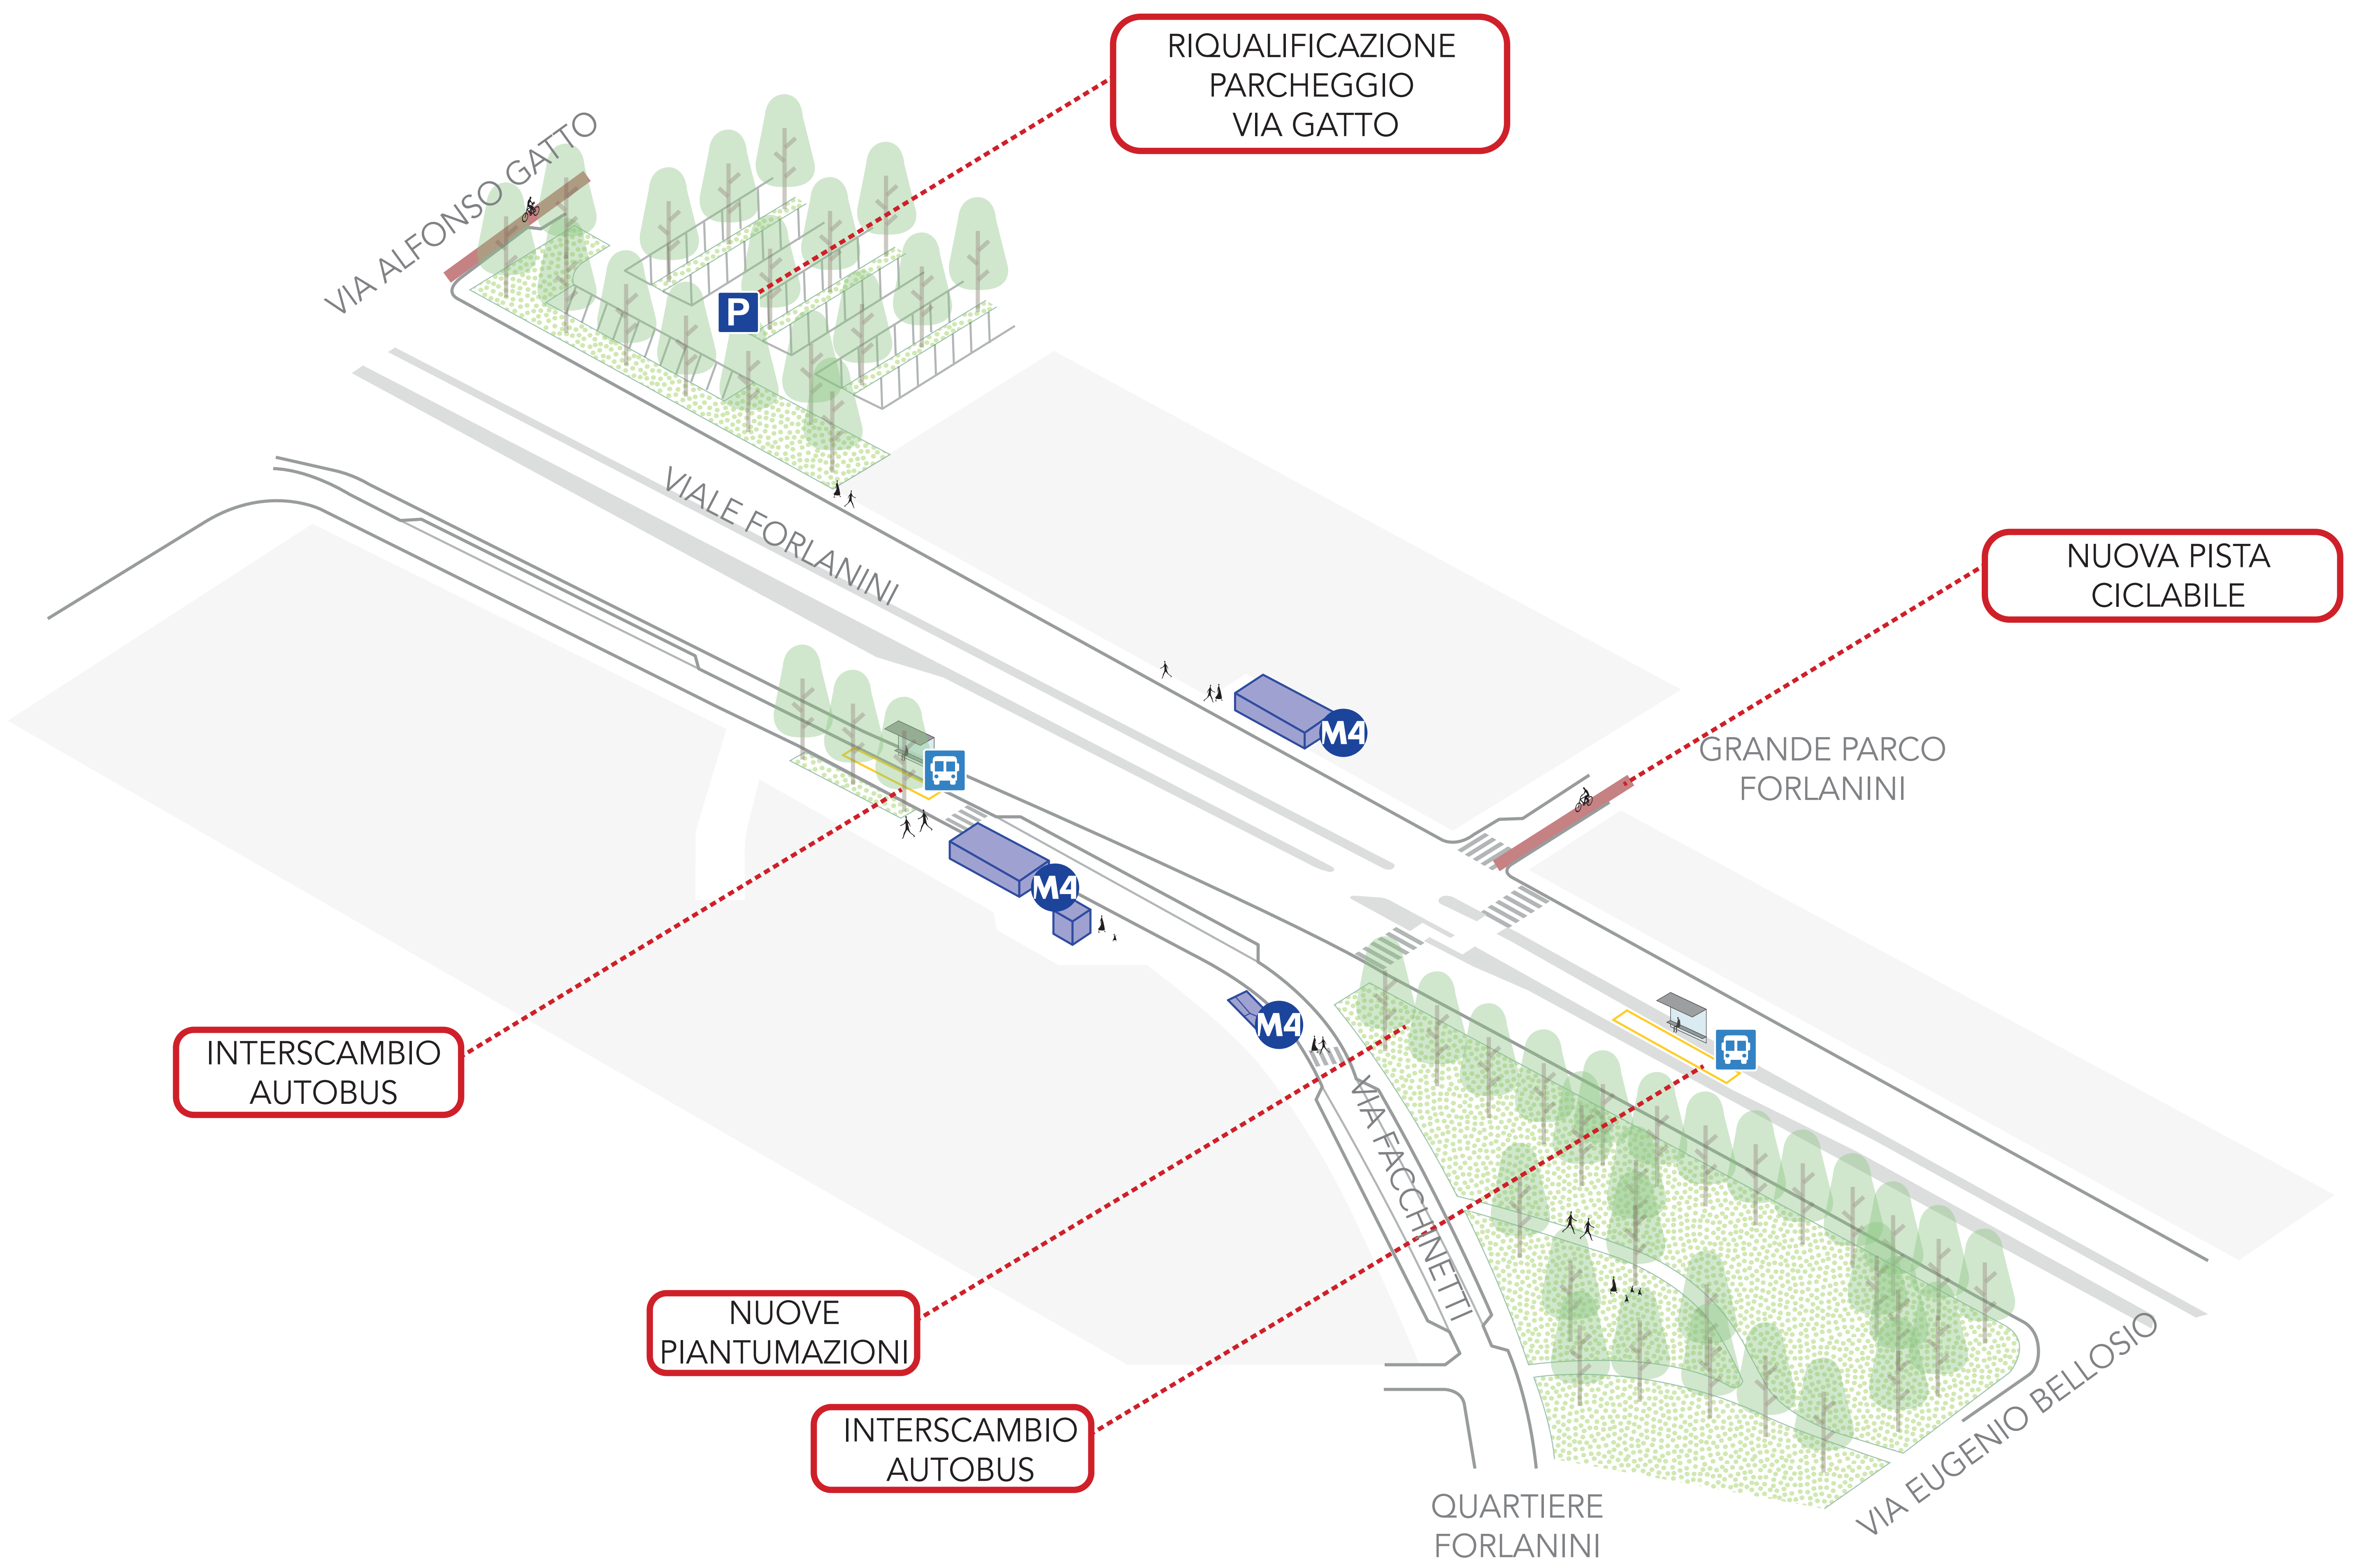 RIQUALIFICAZIONE
PARCHEGGIO
VIA GATTO
VIA ALFONSO GATTO
P
VIALE FORLANINI
NUOVA PISTA
CICLABILE
M4
GRANDE PARCO
FORLANINI
M4
M4
INTERSCAMBIO
AUTOBUS
VIA FACCHINETTI
NUOVE
PIANTUMAZIONI
INTERSCAMBIO
AUTOBUS
VIA EUGENIO BELLOSIO
QUARTIERE
FORLANINI